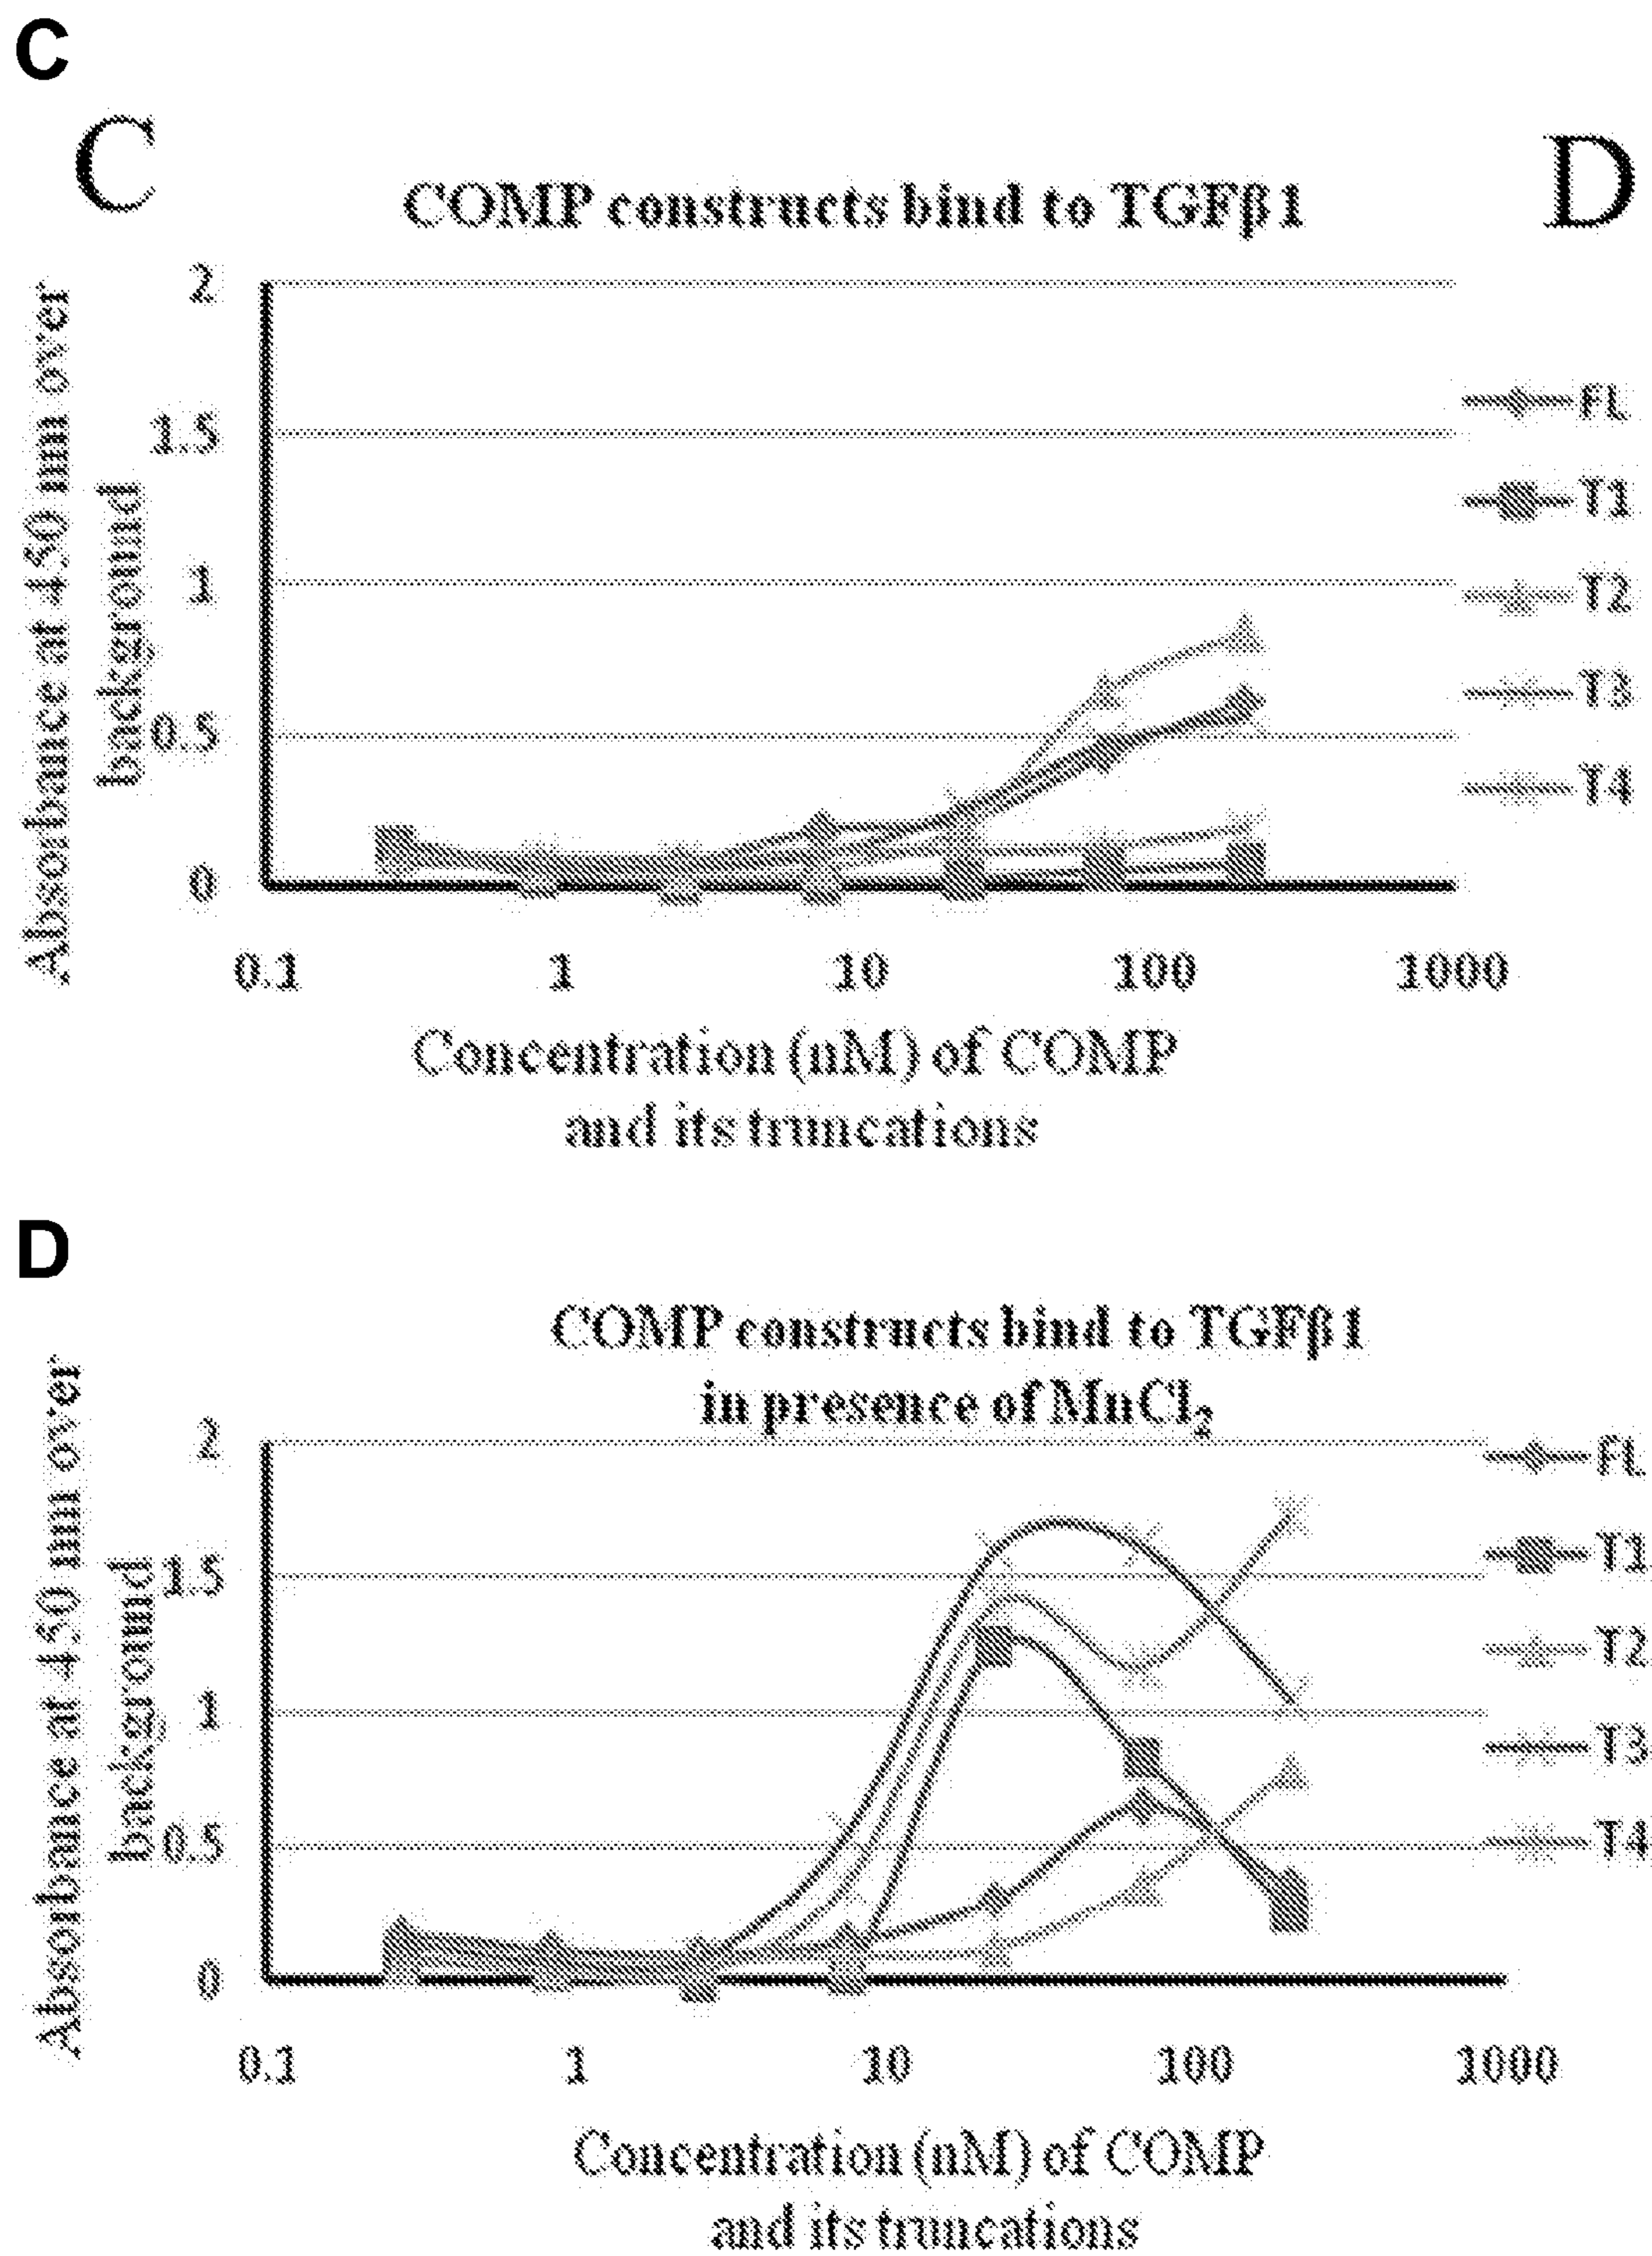 C
C
D
COMP constructs bind to TGFβ1
Absorbance at 450 nm over
background
2
1.5
1
0.5
0
0.1 1 10 100 1000
FL
T1
T2
T3
T4
Concentration (nM) of COMP
and its truncations
D
COMP constructs bind to TGFβ1
in presence of MnCl₂
Absorbance at 450 nm over
background
2
1.5
1
0.5
0
0.1 1 10 100 1000
FL
T1
T2
T3
T4
Concentration (nM) of COMP
and its truncations